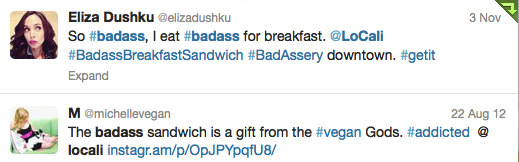 Eliza Dushku @elizadushku 3 Nov
So #badass, I eat #badass for breakfast. @LoCali
#BadassBreakfastSandwich #BadAssery downtown. #getit
Expand
M @michellevegan 22 Aug 12
The badass sandwich is a gift from the #vegan Gods. #addicted @
locali instagr.am/p/OpJPYpqfU8/